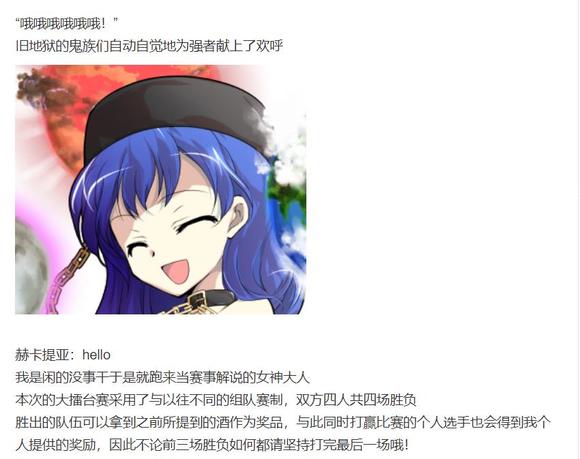 “哦哦哦哦哦哦！”
旧地狱的鬼族们自动自觉地为强者献上了欢呼
赫卡提亚：hello
我是闲的没事干于是就跑来当赛事解说的女神大人
本次的大擂台赛采用了与以往不同的组队赛制，双方四人共四场胜负
胜出的队伍可以拿到之前所提到的酒作为奖品，与此同时打赢比赛的个人选手也会得到我个
人提供的奖励，因此不论前三场胜负如何都请坚持打完最后一场哦！